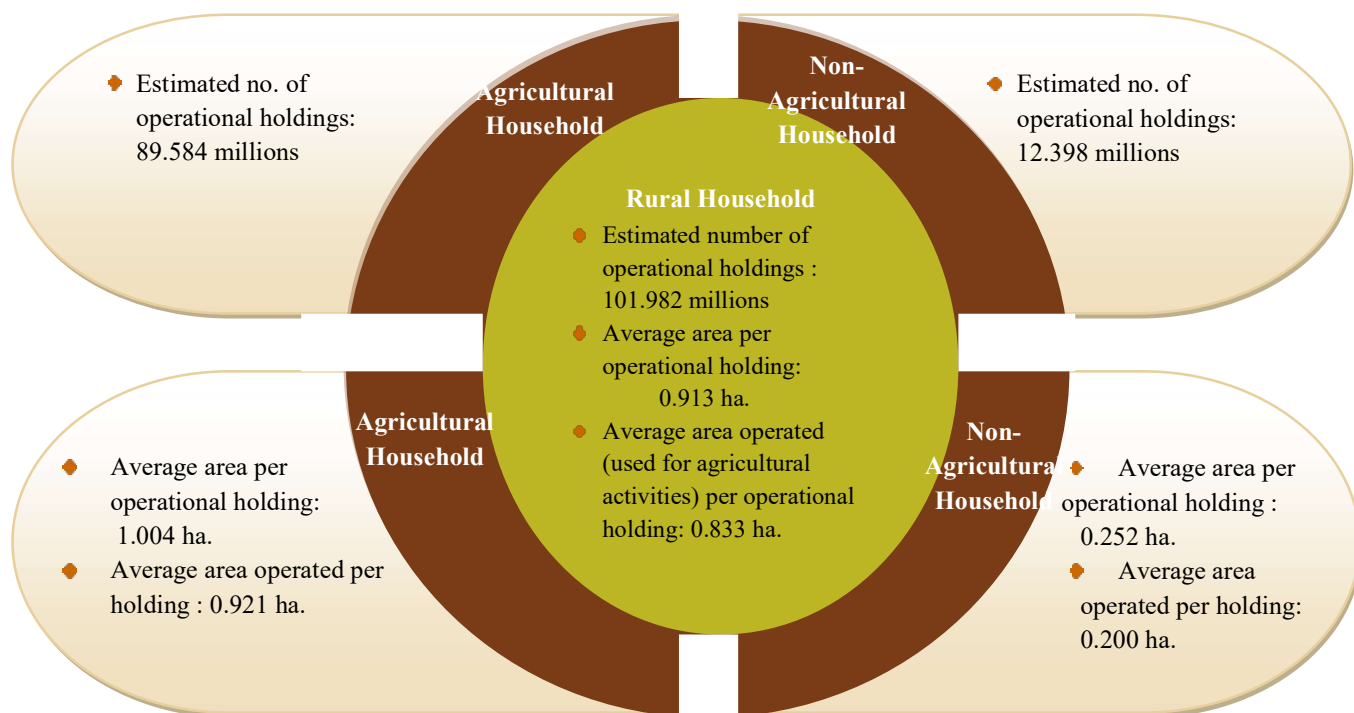 Agricultural
Household
Estimated no. of
operational holdings:
89.584 millions
Non-
Agricultural
Household
Estimated no. of
operational holdings:
12.398 millions
Rural Household
Estimated number of
operational holdings :
101.982 millions
Average area per
operational holding:
0.913 ha.
Average area operated
(used for agricultural
activities) per operational
holding: 0.833 ha.
Agricultural
Household
Average area per
operational holding:
1.004 ha.
Average area operated per
holding : 0.921 ha.
Non-
Agricultural
Household
Average area per
operational holding :
0.252 ha.
Average area
operated per holding:
0.200 ha.